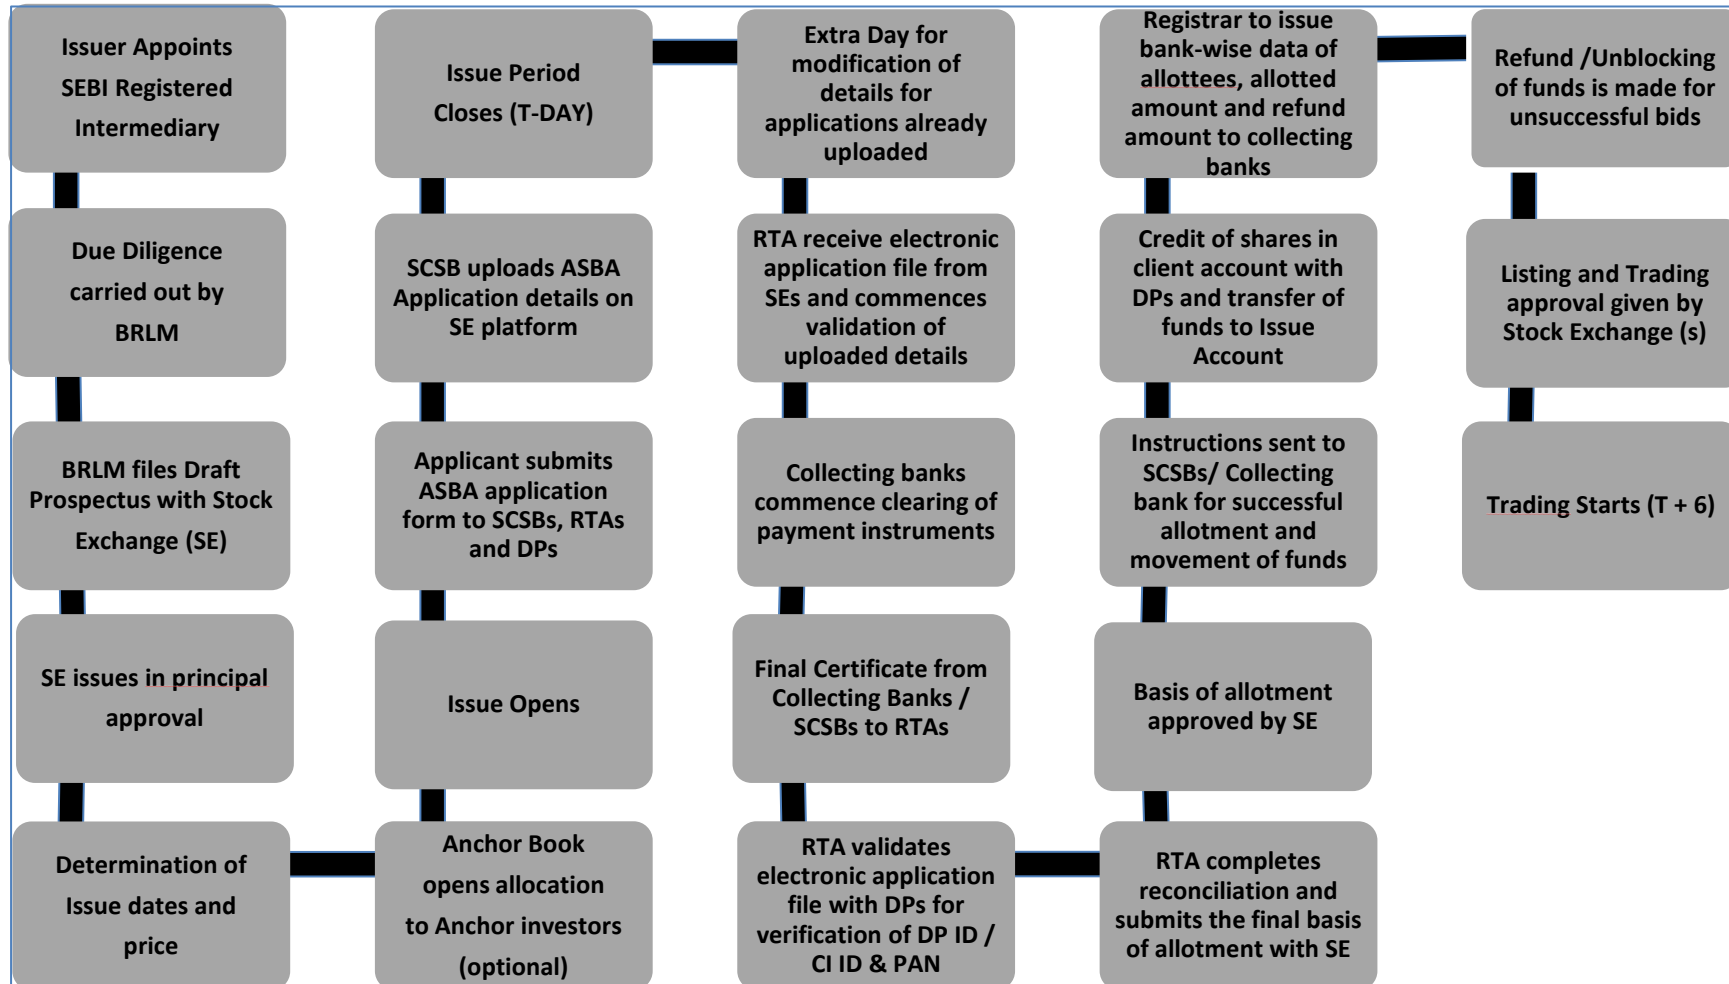 Issuer Appoints
SEBI Registered
Intermediary
Due Diligence
carried out by
BRLM
BRLM files Draft
Prospectus with Stock
Exchange (SE)
SE issues in principal
approval
Determination of
Issue dates and
price
Anchor Book
opens allocation
to Anchor investors
(optional)
Issue Opens
Applicant submits
ASBA application
form to SCSBs, RTAs
and DPs
SCSB uploads ASBA
Application details on
SE platform
Issue Period
Closes (T-DAY)
Extra Day for
modification of
details for
applications already
uploaded
RTA receive electronic
application file from
SEs and commences
validation of
uploaded details
Collecting banks
commence clearing of
payment instruments
Final Certificate from
Collecting Banks /
SCSBs to RTAs
RTA validates
electronic application
file with DPs for
verification of DP ID /
CI ID & PAN
RTA completes
reconciliation and
submits the final basis
of allotment with SE
Basis of allotment
approved by SE
Instructions sent to
SCSBs/ Collecting
bank for successful
allotment and
movement of funds
Credit of shares in
client account with
DPs and transfer of
funds to Issue
Account
Registrar to issue
bank-wise data of
allottees, allotted
amount and refund
amount to collecting
banks
Refund /Unblocking
of funds is made for
unsuccessful bids
Listing and Trading
approval given by
Stock Exchange (s)
Trading Starts (T + 6)